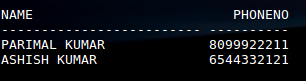 NAME PHONENO
------------------------- ----------
PARIMAL KUMAR 8099922211
ASHISH KUMAR 6544332121